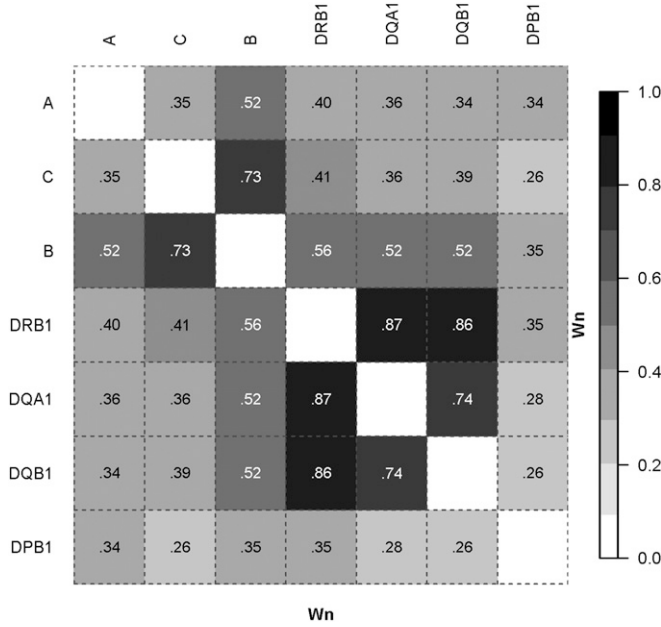 A C B DRB1 DQA1 DQB1 DPB1
A .35 .52 .40 .36 .34 .34
C .35 .73 .41 .36 .39 .26
B .52 .73 .56 .52 .52 .35
DRB1 .40 .41 .56 .87 .86 .35
DQA1 .36 .36 .52 .87 .74 .28
DQB1 .34 .39 .52 .86 .74 .26
DPB1 .34 .26 .35 .35 .28 .26
Wn
1.0
0.8
0.6
0.4
0.2
0.0
Wn